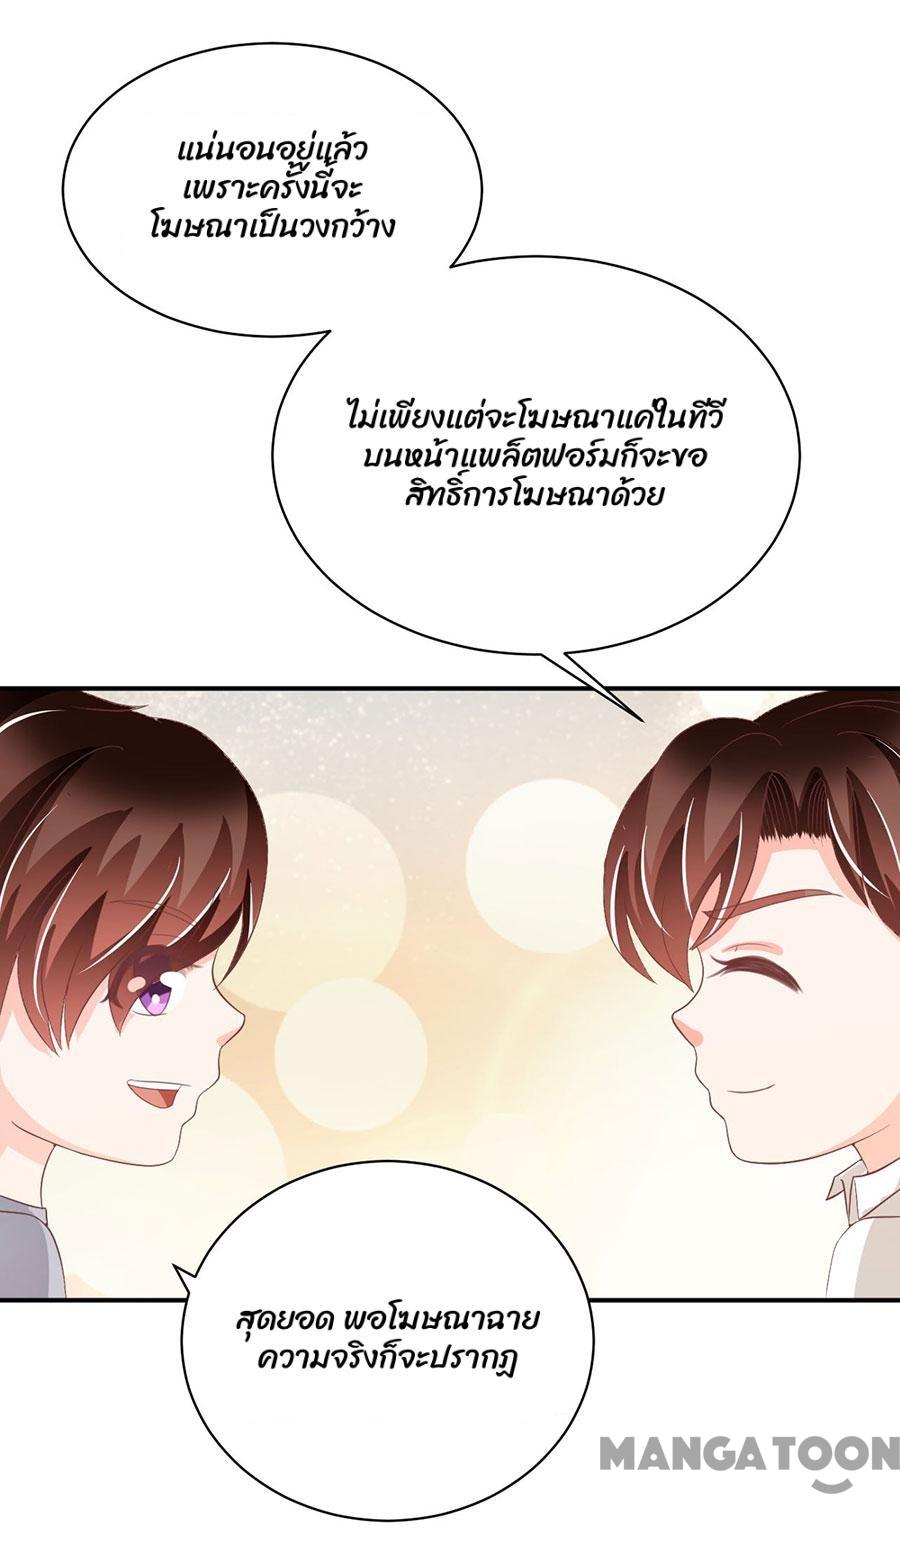 แน่นอนอยู่แล้ว
เพราะครั้งนี้จะ
โฆษณาเป็นวงกว้าง
ไม่เพียงแต่จะโฆษณาแค่ในทีวี
บนหน้าแพล็ตฟอร์มก็จะขอ
สิทธิ์การโฆษณาด้วย
สุดยอด พอโฆษณาฉาย
ความจริงก็จะปรากฏ
MANGATOON